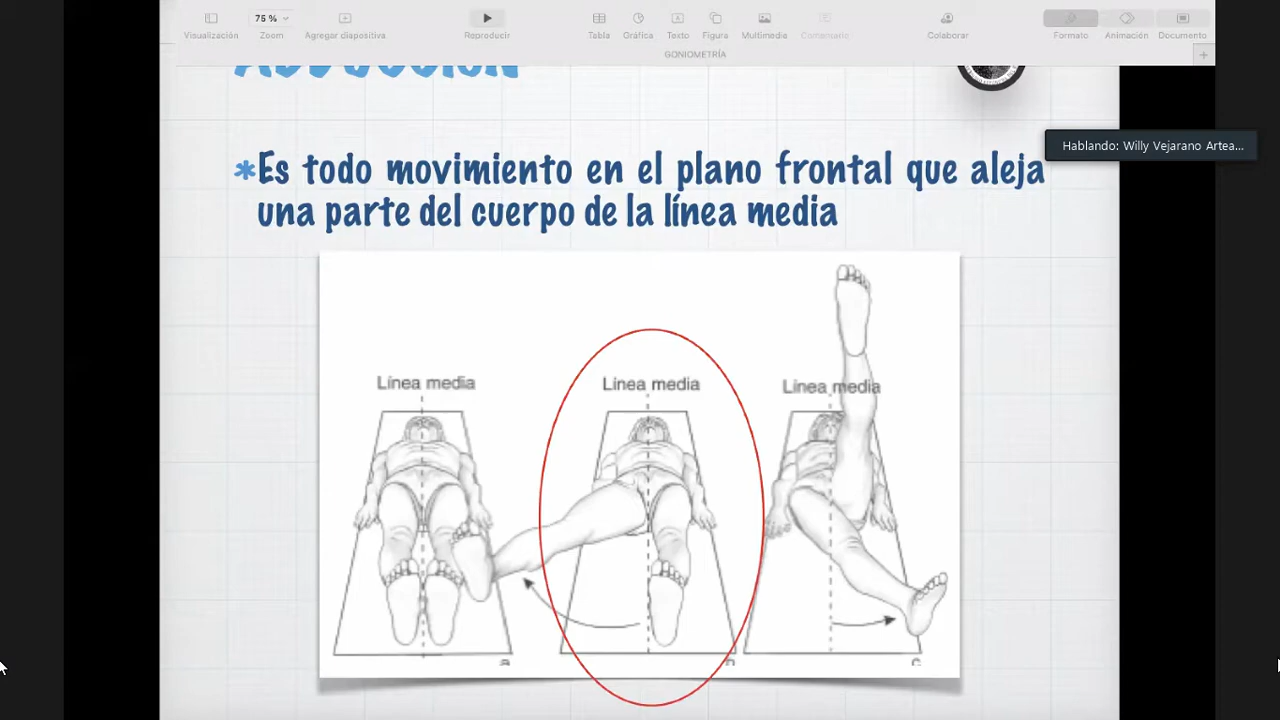 75 %
Visualización Zoom Agregar diapositiva Reproducir Tabla Gráfica Texto Figura Multimedia Comentario Colaborar Formato Animación Documento
GONIOMETRÍA
Hablando: Willy Vejarano Artea...
*Es todo movimiento en el plano frontal que aleja
una parte del cuerpo de la línea media
Línea media Línea media Línea media
a b c